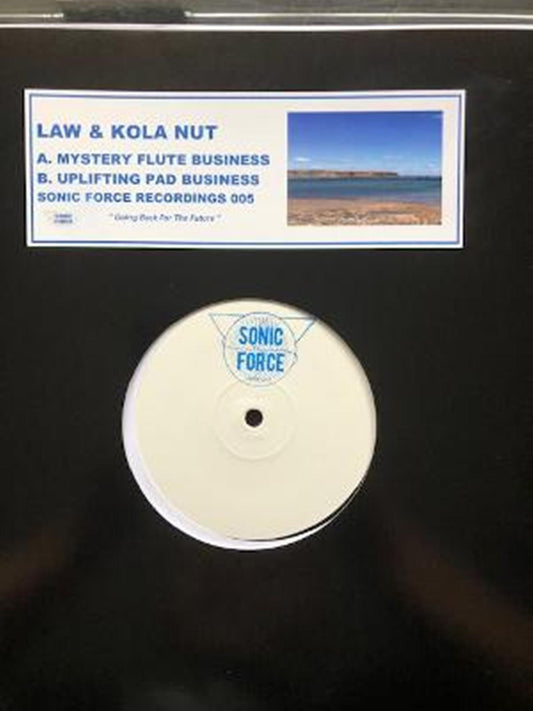 LAW & KOLA NUT
A. MYSTERY FLUTE BUSINESS
B. UPLIFTING PAD BUSINESS
SONIC FORCE RECORDINGS 005
" Going Back For The Future "
SONIC
FORCE